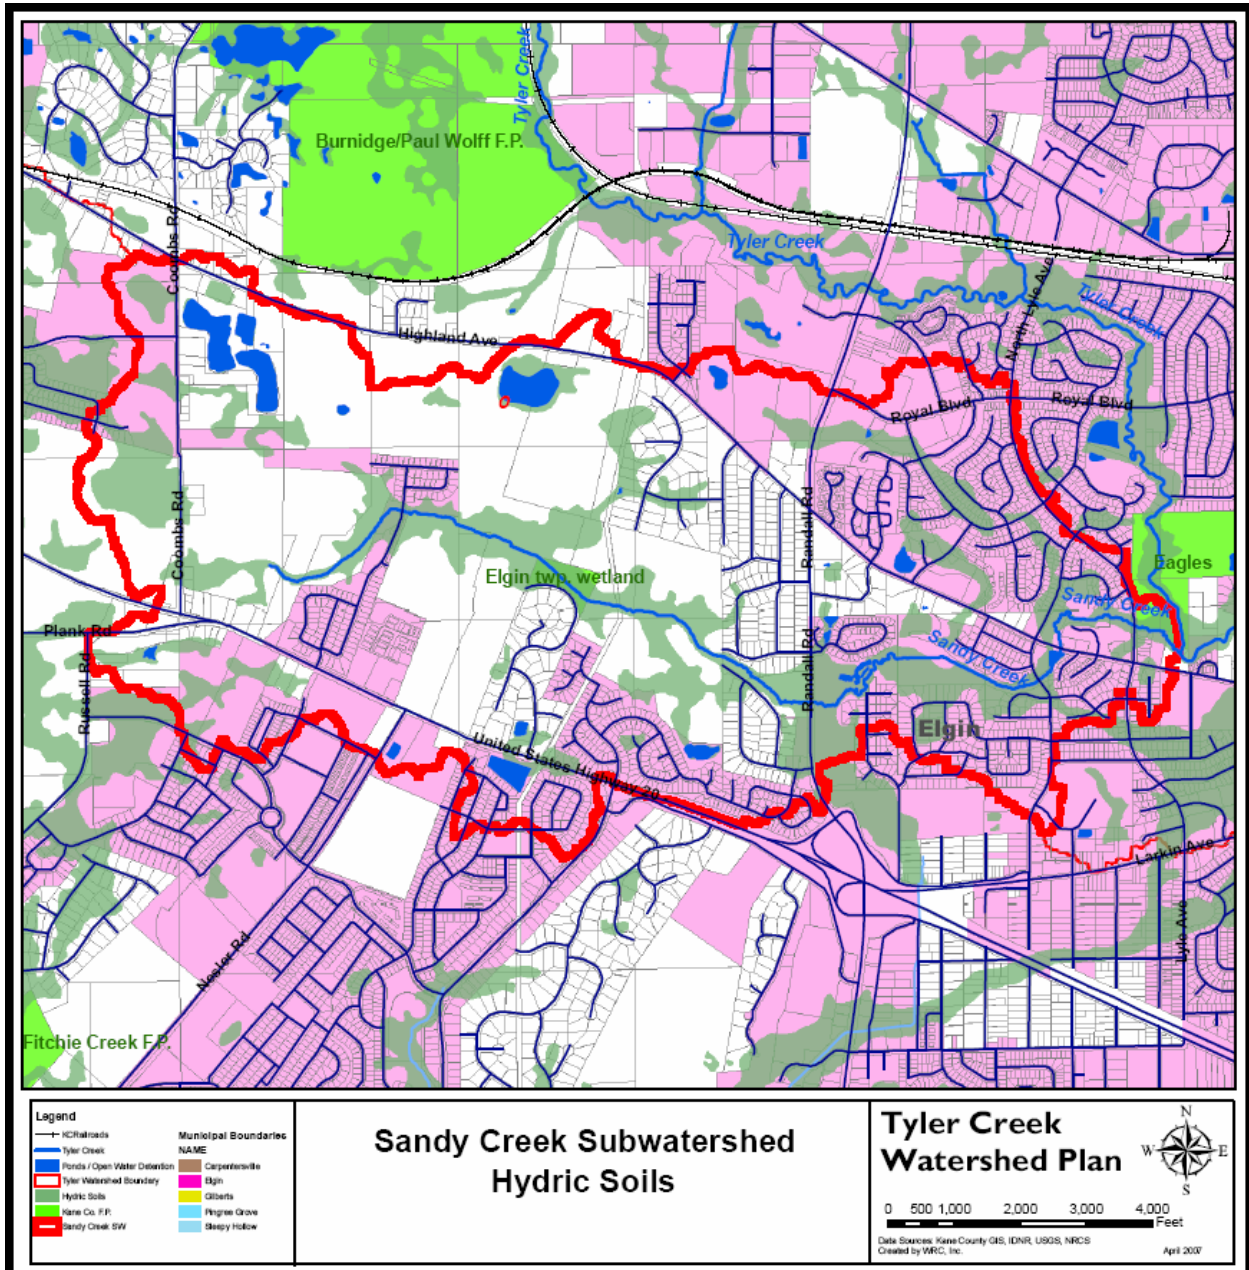 Tyler Creek
Burnidge/Paul Wolff F.P.
Coombs Rd
Tyler Creek
North Lyle Ave
Tyler Creek
Highland Ave
Royal Blvd
Royal Blvd
Coombs Rd
Randall Rd
Eagles
Elgin twp. wetland
Sandy Creek
Plank Rd
Sandy Creek
Russell Rd
Randall Rd
Elgin
United States Highway 20
Larkin Ave
Nesler Rd
Lyle Ave
Fitchie Creek F.P.
Legend
KCRailroads
Tyler Creek
Ponds / Open Water Detention
Tyler Watershed Boundary
Hydric Soils
Kane Co. F.P.
Sandy Creek SW
Municipal Boundaries
NAME
Carpentersville
Elgin
Gilberts
Pingree Grove
Sleepy Hollow
Sandy Creek Subwatershed
Hydric Soils
Tyler Creek
Watershed Plan
N
W E
S
0 500 1,000 2,000 3,000 4,000
Feet
Data Sources: Kane County GIS, IDNR, USGS, NRCS
Created by WRC, Inc. April 2007